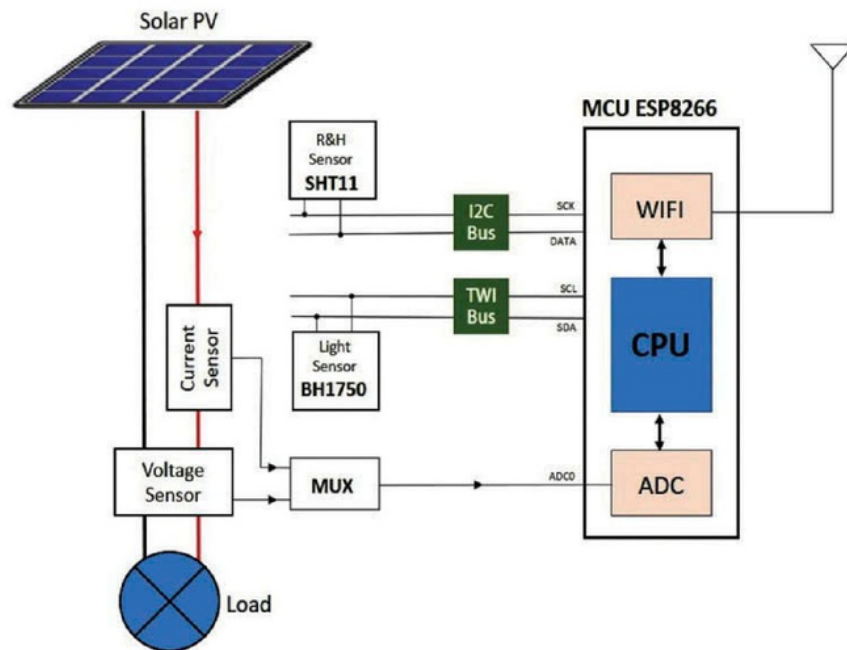 Solar PV
MCU ESP8266
R&H
Sensor
SHT11
I2C
Bus
SCK
DATA
WIFI
TWI
Bus
SCL
SDA
CPU
Light
Sensor
BH1750
Current
Sensor
Voltage
Sensor
MUX
ADC0
ADC
Load